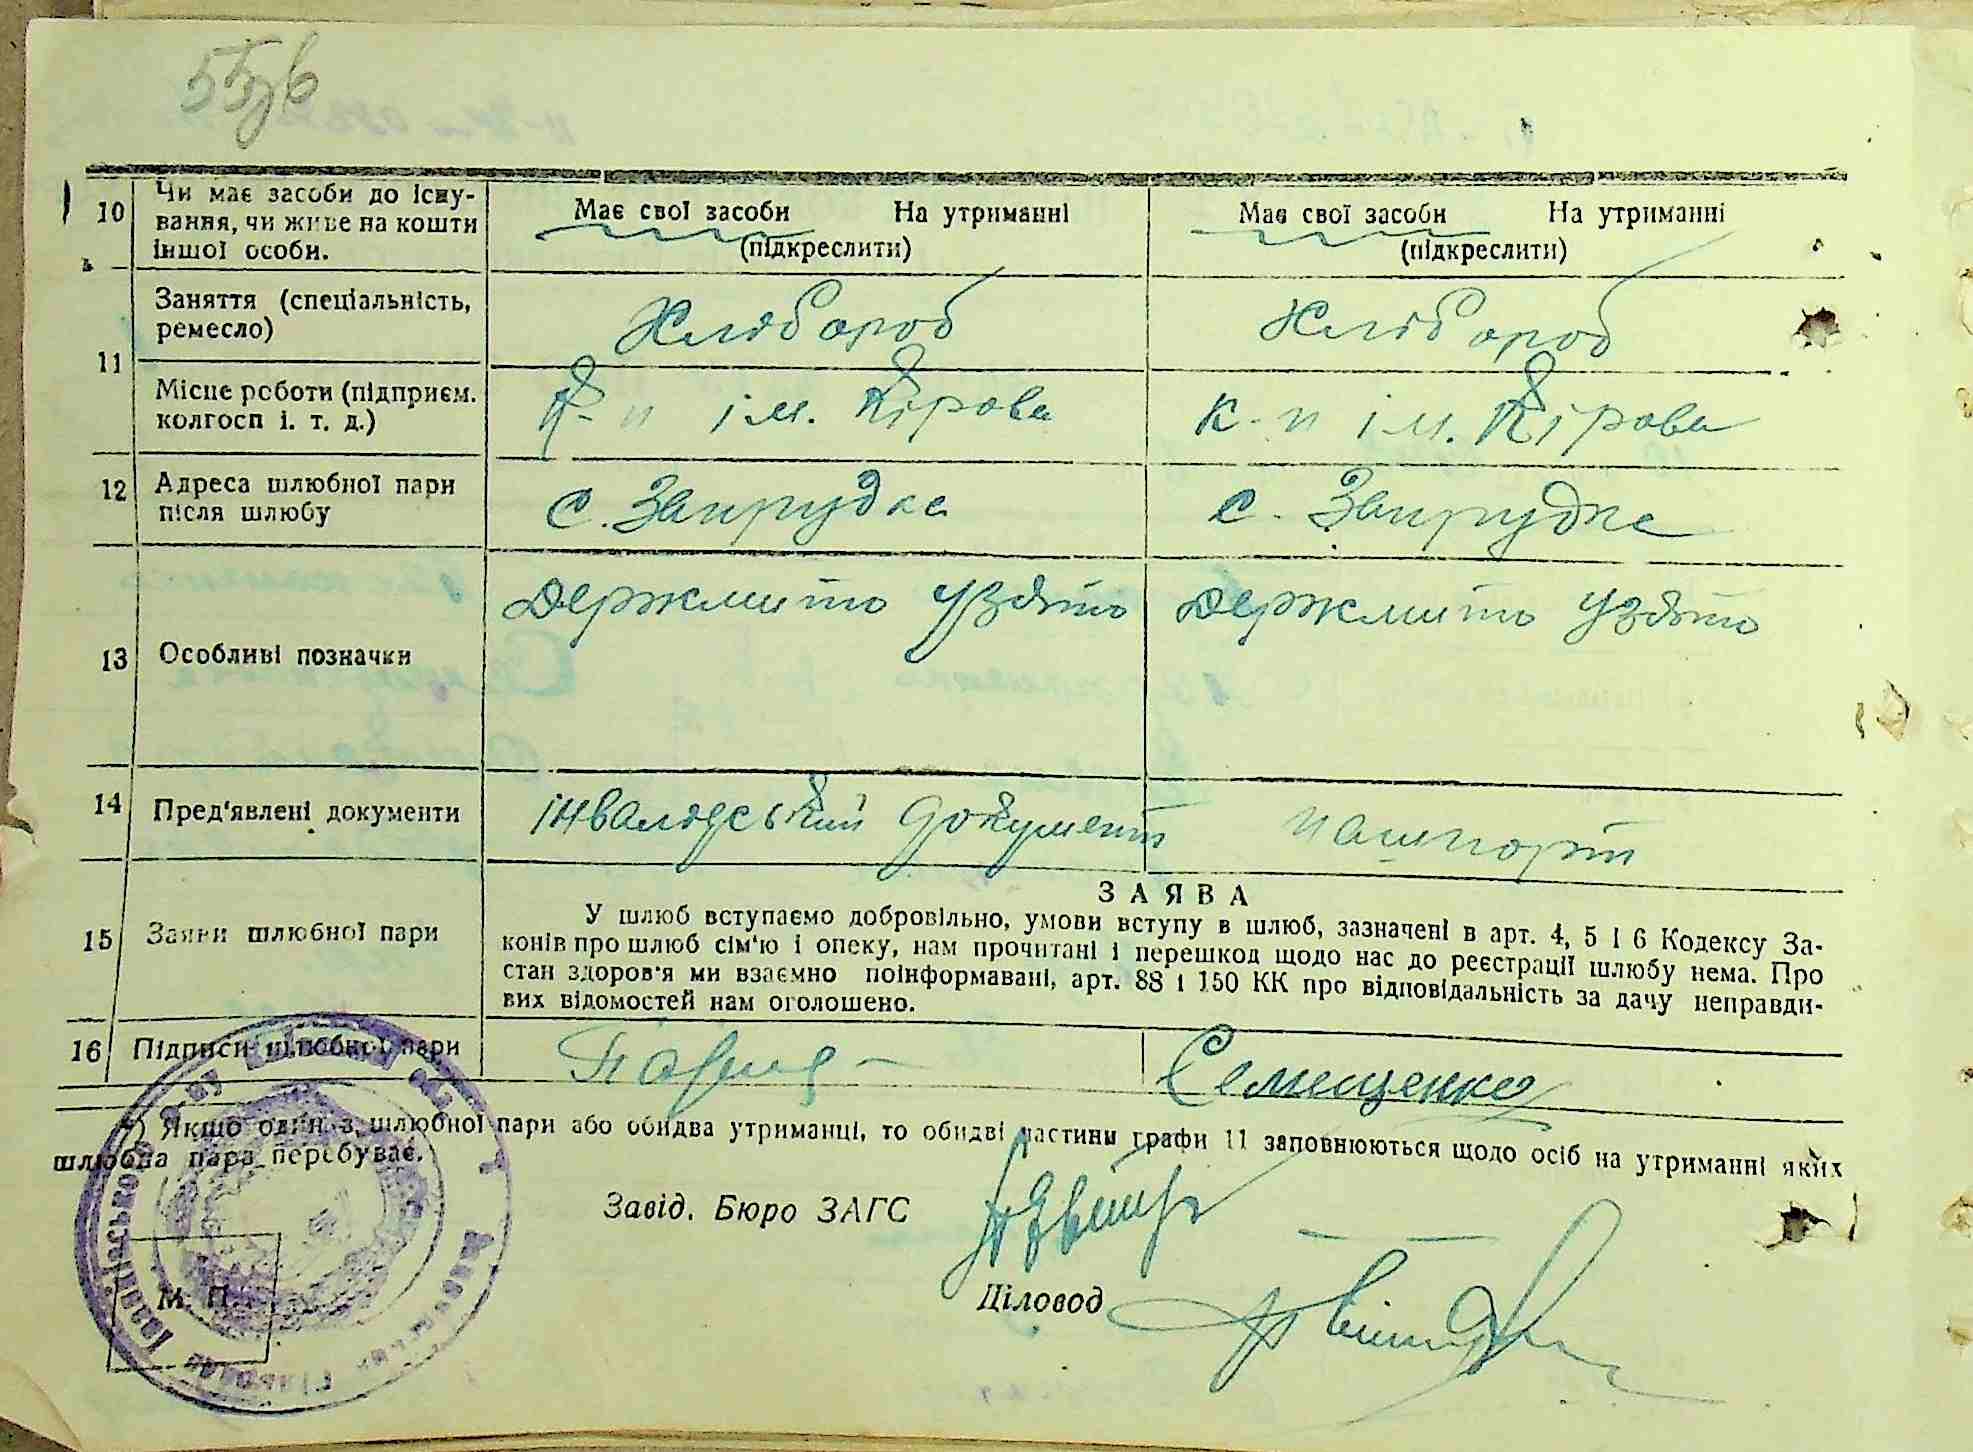 10 Чи має засоби до існу-
вання, чи живе на кошти
іншої особи.
Має свої засоби На утриманні
(підкреслити)
Має свої засоби На утриманні
(підкреслити)
11
Заняття (спеціальність,
ремесло)
Хлібороб
Хлібороб
Місце роботи (підприєм.
колгосп і. т. д.)
к-п ім. Кірова
к-п ім. Кірова
12 Адреса шлюбної пари
після шлюбу
с. Запрудка
с. Запрудка
13 Особливі позначки
Держмито узято
Держмито узято
14 Пред'явлені документи
інвалідський документ
пашпорт
15 Заяви шлюбної пари
ЗАЯВА
У шлюб вступаємо добровільно, умови вступу в шлюб, зазначені в арт. 4, 5 і 6 Кодексу За-
конів про шлюб сім'ю і опеку, нам прочитані і перешкод щодо нас до реєстрації шлюбу нема. Про
стан здоров'я ми взаємно поінформавані, арт. 88 і 150 КК про відповідальність за дачу неправди-
вих відомостей нам оголошено.
16 Підписи шлюбної пари
Семещенко
Якщо один з шлюбної пари або обидва утриманці, то обидві частини графи 11 заповнюються щодо осіб на утриманні яких
шлюбна пара перебуває.
Завід. Бюро ЗАГС
Діловод
М. П.